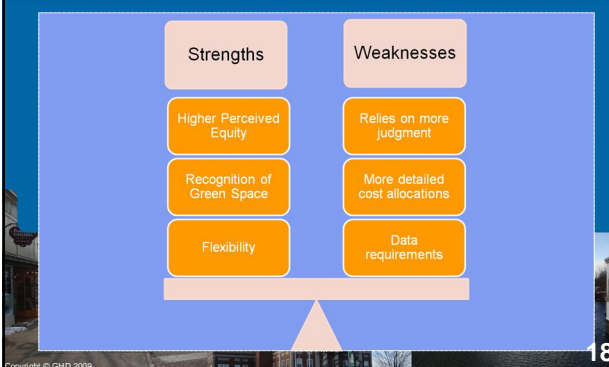 Strengths
Weaknesses
Higher Perceived
Equity
Relies on more
judgment
Recognition of
Green Space
More detailed
cost allocations
Flexibility
Data
requirements
18
Copyright © GHD 2009